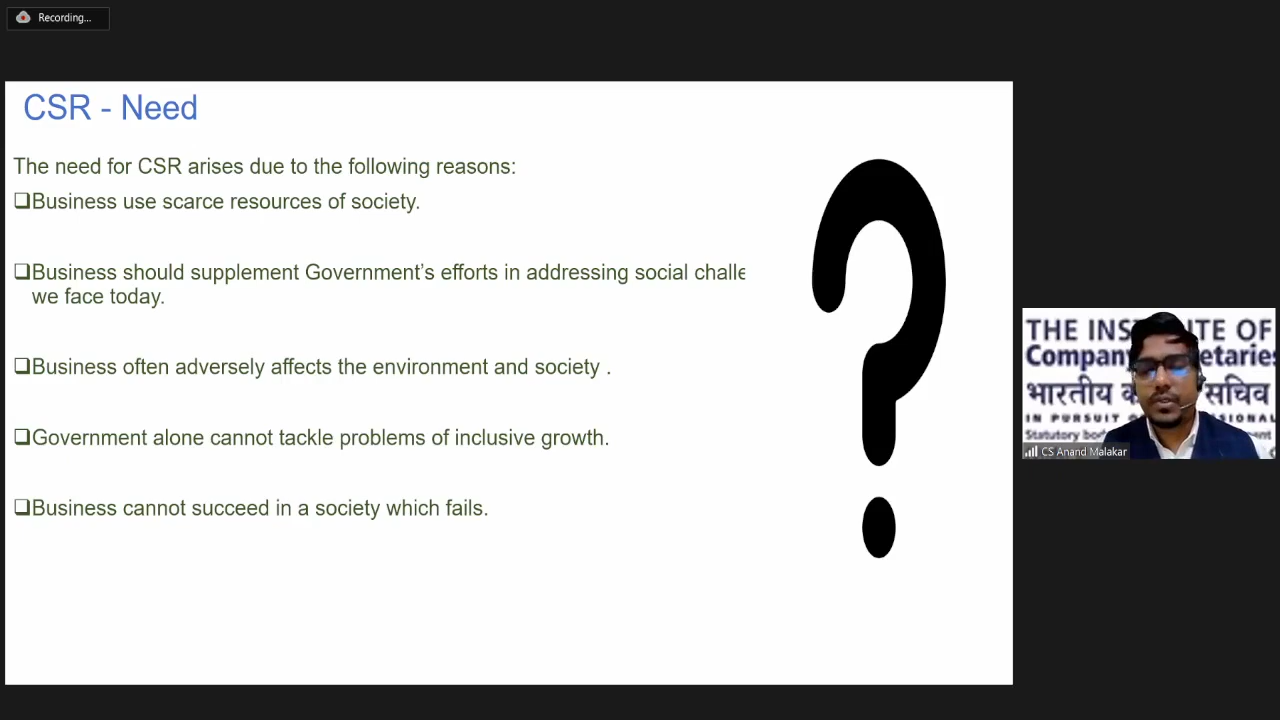 Recording...
CSR - Need
The need for CSR arises due to the following reasons:
❑Business use scarce resources of society.
❑Business should supplement Government’s efforts in addressing social challe
we face today.
❑Business often adversely affects the environment and society .
❑Government alone cannot tackle problems of inclusive growth.
❑Business cannot succeed in a society which fails.
?
THE INS ITE OF
Company etaries
भारतीय सचिव
IN PURSUIT
Statutory
CS Anand Malakar